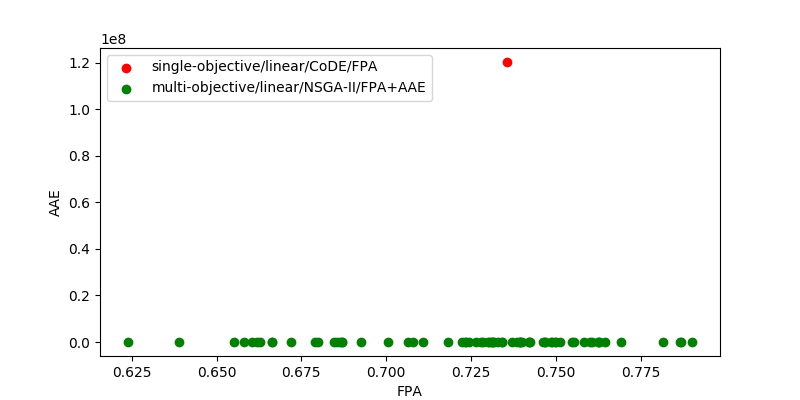 1e8
single-objective/linear/CoDE/FPA
multi-objective/linear/NSGA-II/FPA+AAE
1.2
1.0
0.8
0.6
0.4
0.2
0.0
AAE
0.625 0.650 0.675 0.700 0.725 0.750 0.775
FPA